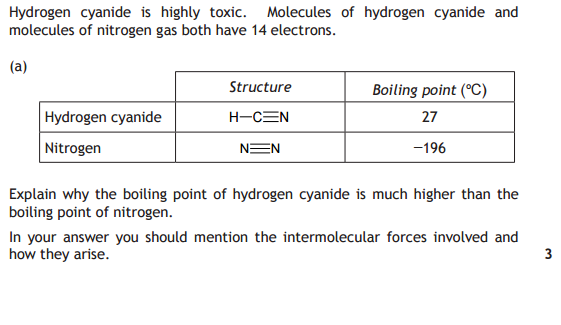 Hydrogen cyanide is highly toxic. Molecules of hydrogen cyanide and
molecules of nitrogen gas both have 14 electrons.
(a)
Structure Boiling point (°C)
Hydrogen cyanide H–C≡N 27
Nitrogen N≡N –196
Explain why the boiling point of hydrogen cyanide is much higher than the
boiling point of nitrogen.
In your answer you should mention the intermolecular forces involved and
how they arise. 3